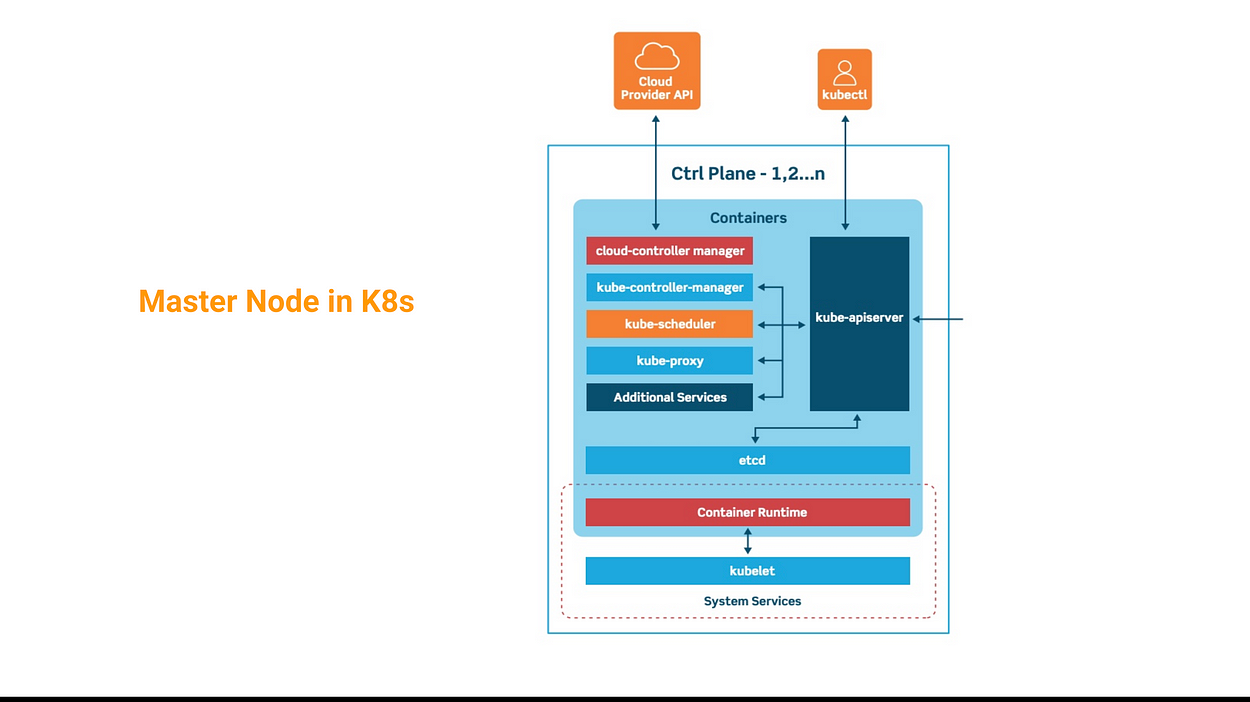 Cloud
Provider API
kubectl
Ctrl Plane - 1,2...n
Containers
cloud-controller manager
kube-controller-manager
kube-scheduler
kube-proxy
Additional Services
kube-apiserver
etcd
Container Runtime
kubelet
System Services
Master Node in K8s